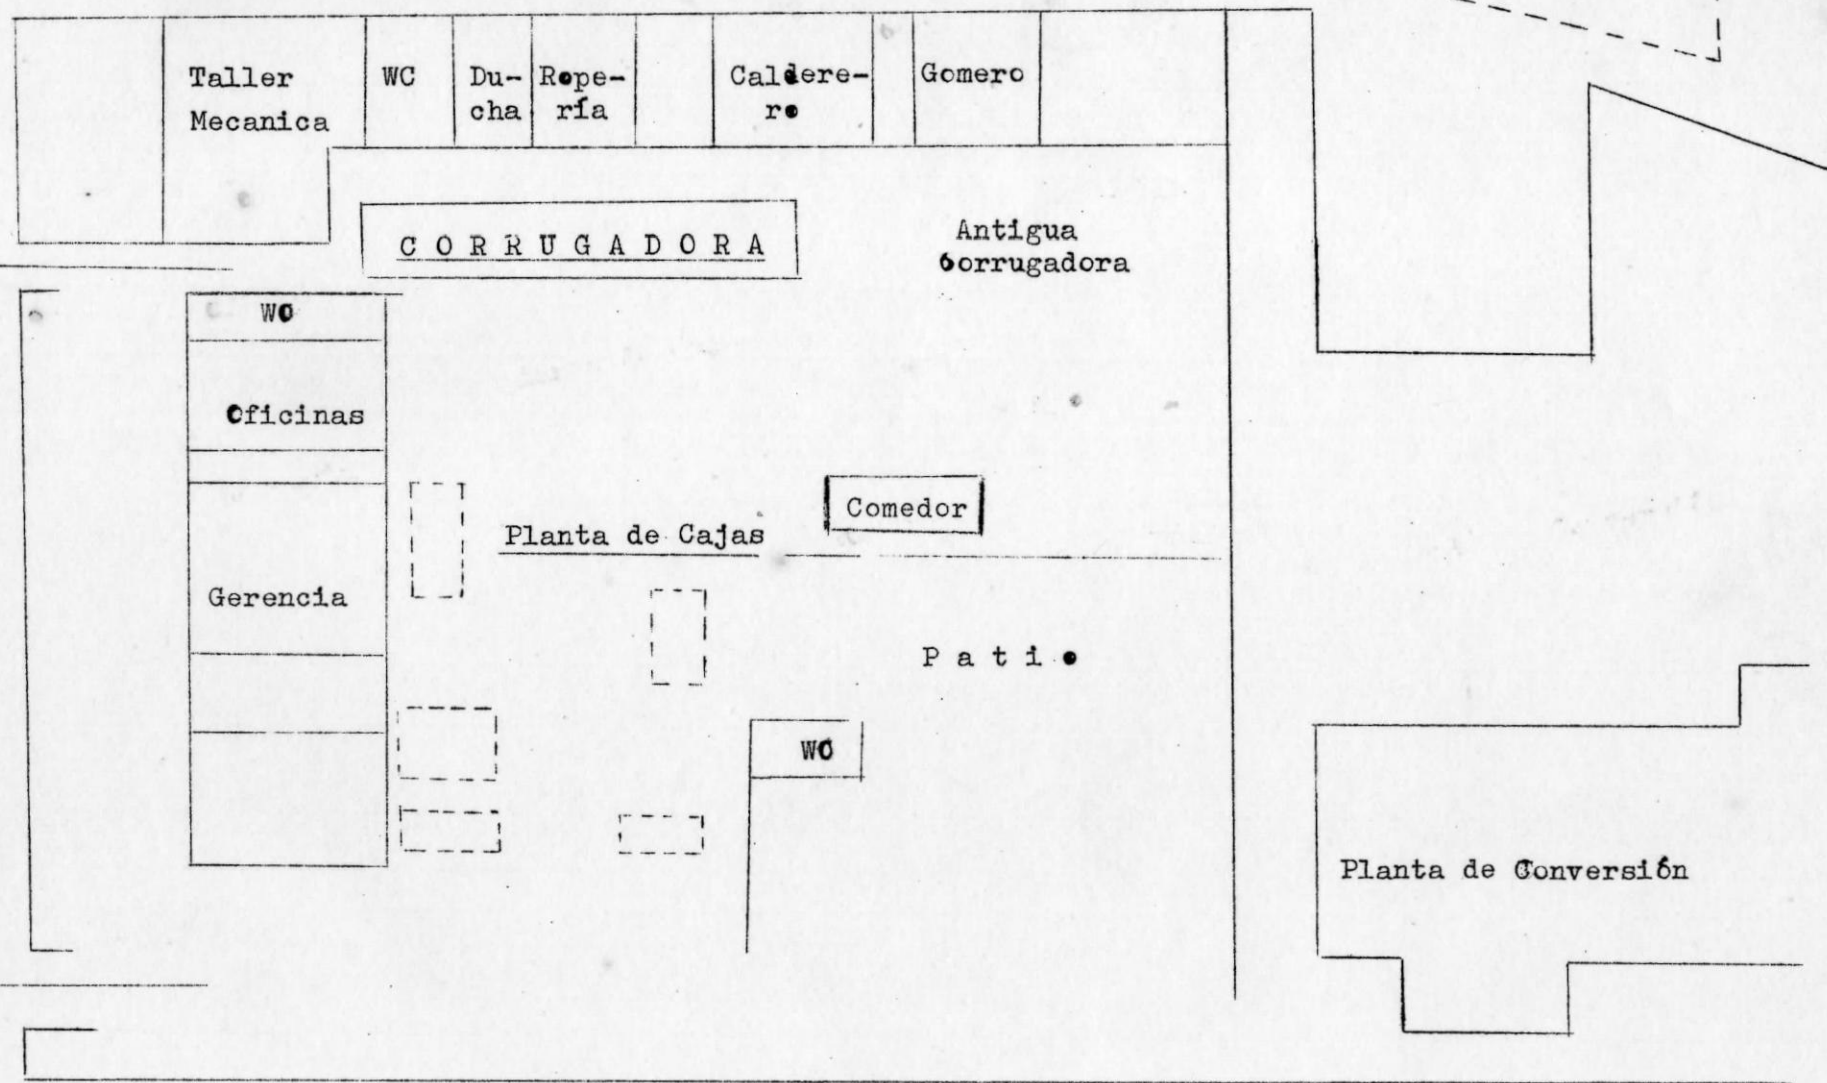 Taller
Mecanica
WC
Du-
cha
Rope-
ría
Caldere-
ro
Gomero
CORRUGADORA
Antigua
Corrugadora
WC
Oficinas
Comedor
Planta de Cajas
Gerencia
Patio
WC
Planta de Conversión